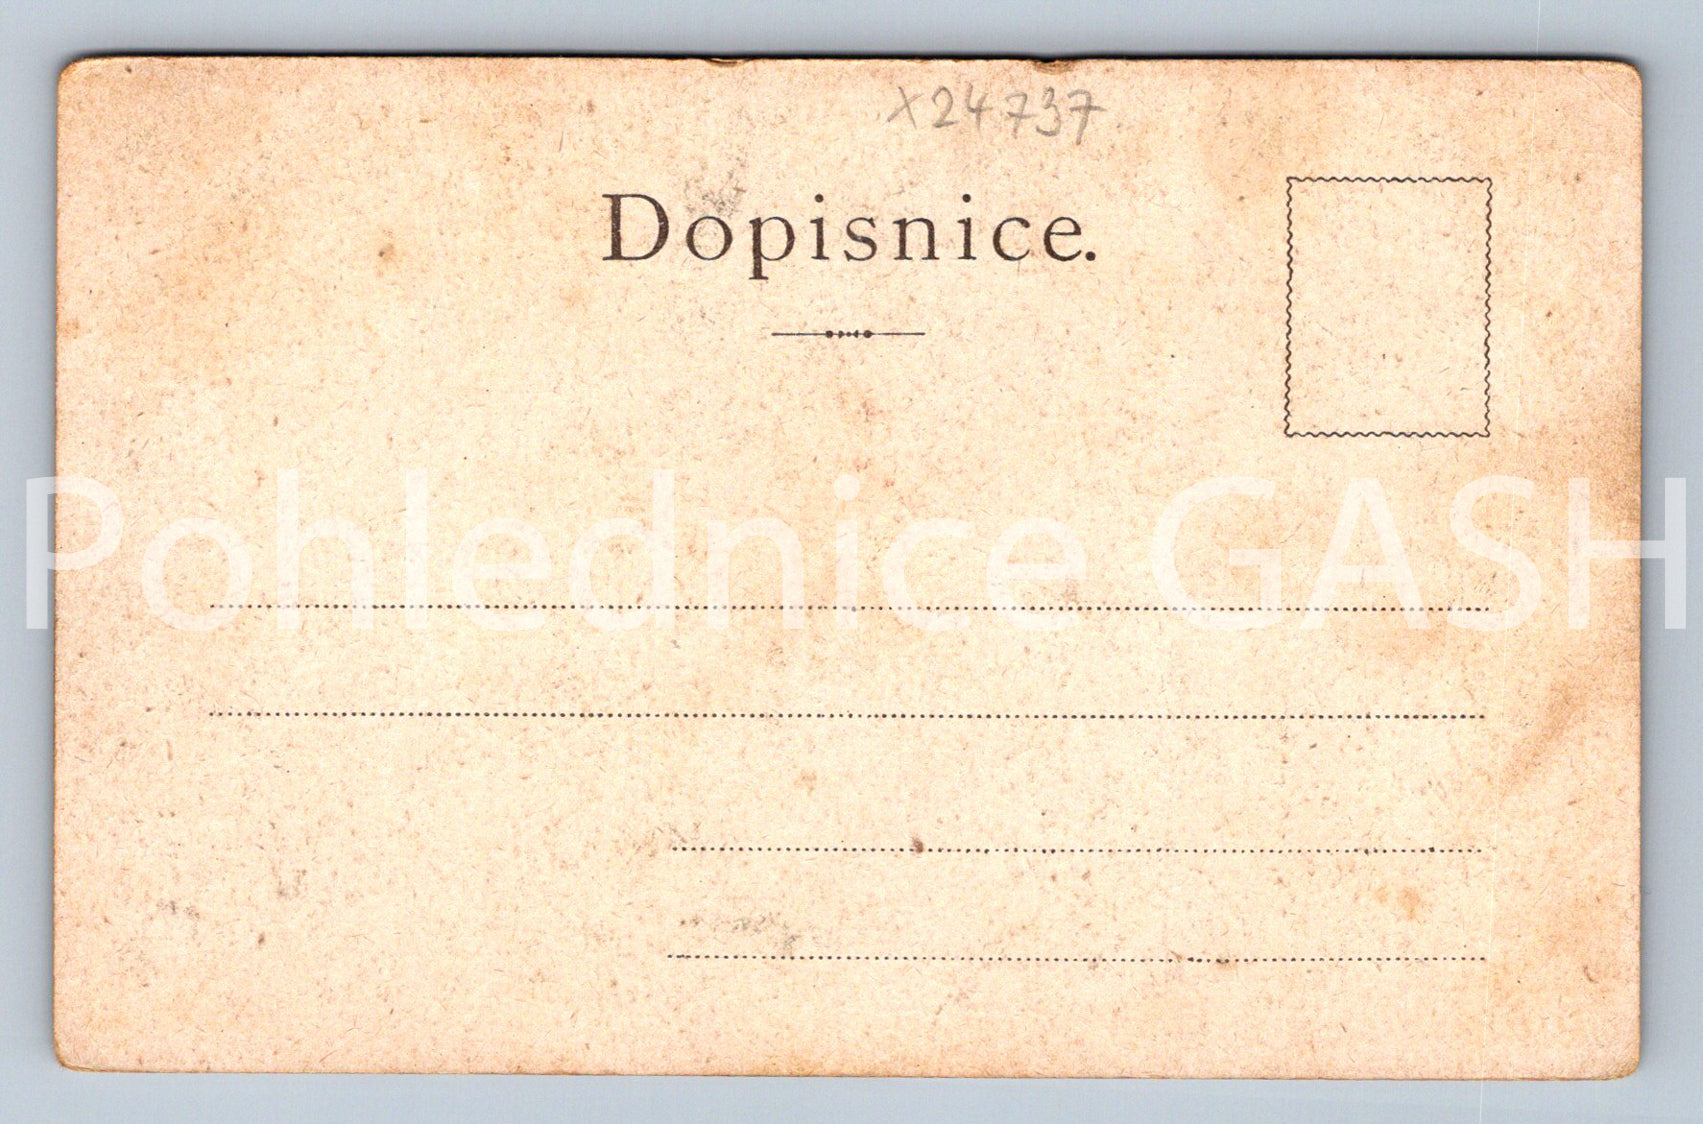 x24737
Dopisnice.
Pohlednice GASH